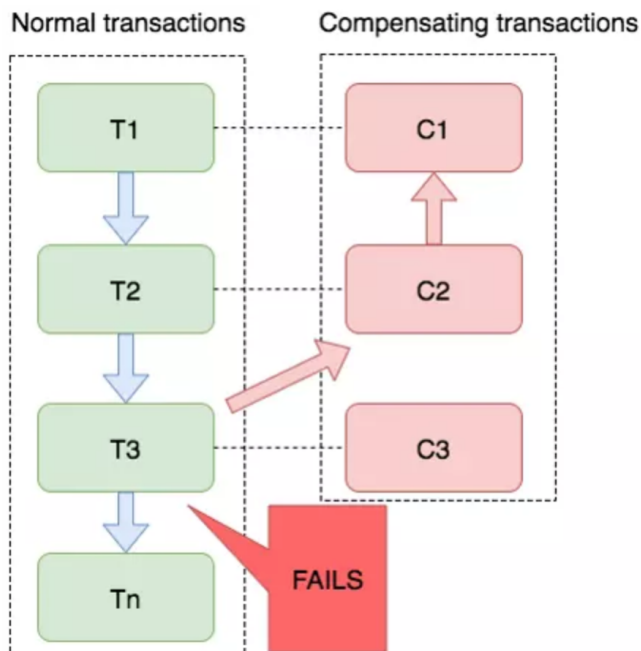 Normal transactions
Compensating transactions
T1
C1
T2
C2
T3
C3
FAILS
Tn